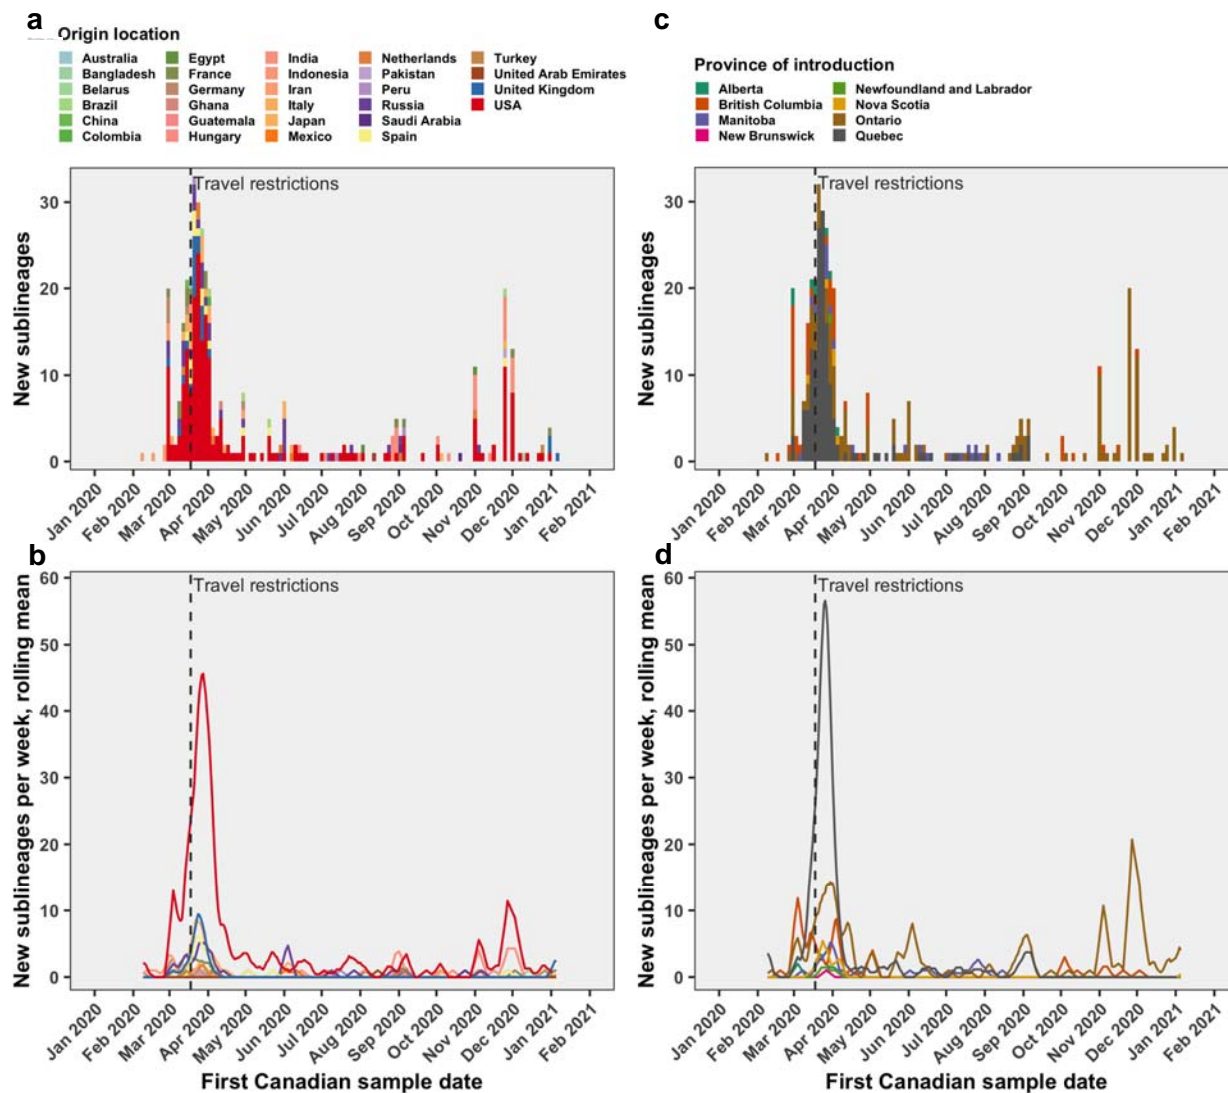 a
Origin location
Australia Egypt India Netherlands Turkey
Bangladesh France Indonesia Pakistan United Arab Emirates
Belarus Germany Iran Peru United Kingdom
Brazil Ghana Italy Russia USA
China Guatemala Japan Saudi Arabia
Colombia Hungary Mexico Spain
Travel restrictions
New sublineages
30
20
10
0
Jan 2020 Feb 2020 Mar 2020 Apr 2020 May 2020 Jun 2020 Jul 2020 Aug 2020 Sep 2020 Oct 2020 Nov 2020 Dec 2020 Jan 2021 Feb 2021
b
Travel restrictions
New sublineages per week, rolling mean
60
50
40
30
20
10
0
Jan 2020 Feb 2020 Mar 2020 Apr 2020 May 2020 Jun 2020 Jul 2020 Aug 2020 Sep 2020 Oct 2020 Nov 2020 Dec 2020 Jan 2021 Feb 2021
First Canadian sample date
c
Province of introduction
Alberta Newfoundland and Labrador
British Columbia Nova Scotia
Manitoba Ontario
New Brunswick Quebec
Travel restrictions
New sublineages
30
20
10
0
Jan 2020 Feb 2020 Mar 2020 Apr 2020 May 2020 Jun 2020 Jul 2020 Aug 2020 Sep 2020 Oct 2020 Nov 2020 Dec 2020 Jan 2021 Feb 2021
d
Travel restrictions
New sublineages per week, rolling mean
60
50
40
30
20
10
0
Jan 2020 Feb 2020 Mar 2020 Apr 2020 May 2020 Jun 2020 Jul 2020 Aug 2020 Sep 2020 Oct 2020 Nov 2020 Dec 2020 Jan 2021 Feb 2021
First Canadian sample date